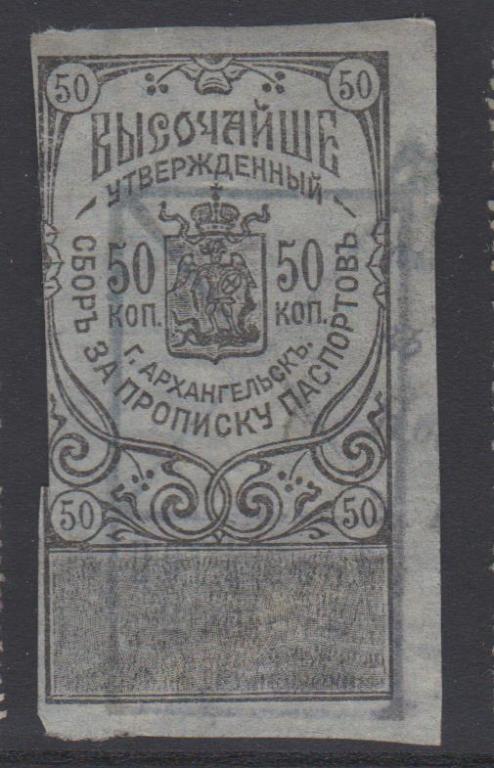 50 50
ВЫСОЧАЙШЕ
УТВЕРЖДЕННЫЙ
50 КОП.
50 КОП.
Г. АРХАНГЕЛЬСКЪ.
СБОРЪ ЗА ПРОПИСКУ ПАСПОРТОВЪ
50 50